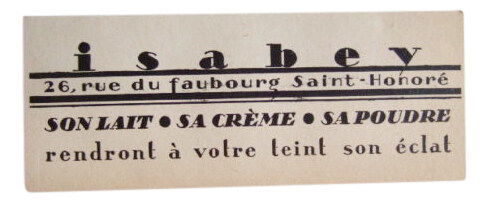 isabey
26, rue du faubourg Saint-Honoré
SON LAIT ● SA CRÈME ● SA POUDRE
rendront à votre teint son éclat